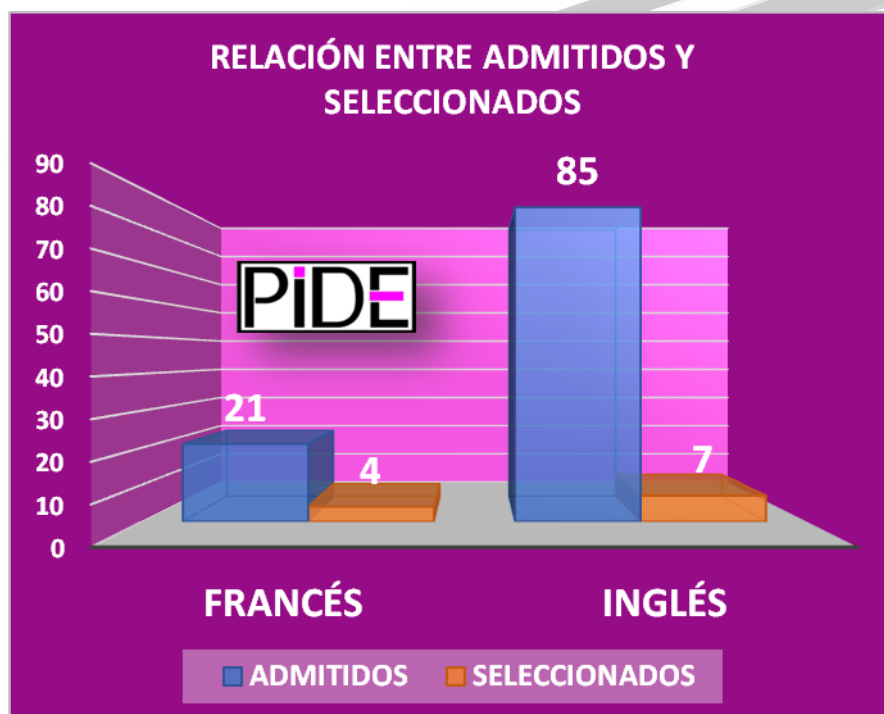 RELACIÓN ENTRE ADMITIDOS Y
SELECCIONADOS
90
80
70
60
50
40
30
20
10
0
PiDE
85
21
4
7
FRANCÉS
INGLÉS
ADMITIDOS
SELECCIONADOS